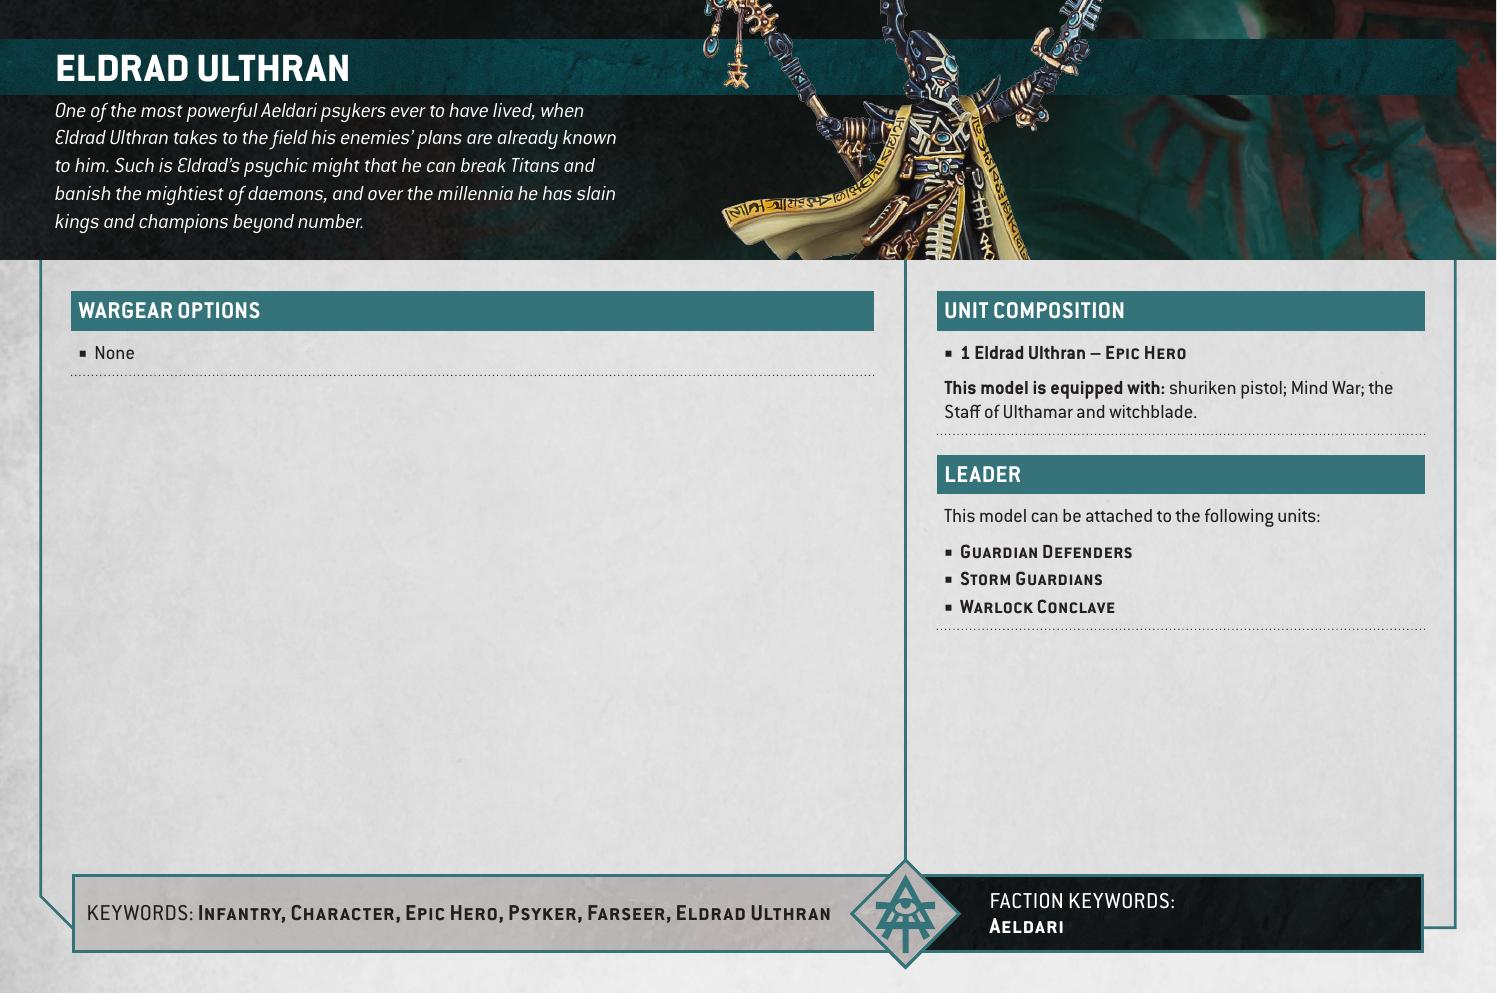 ELDRAD ULTHRAN
One of the most powerful Aeldari psykers ever to have lived, when
Eldrad Ulthran takes to the field his enemies’ plans are already known
to him. Such is Eldrad’s psychic might that he can break Titans and
banish the mightiest of daemons, and over the millennia he has slain
kings and champions beyond number.
WARGEAR OPTIONS
▪ None
UNIT COMPOSITION
▪ 1 Eldrad Ulthran – Epic Hero
This model is equipped with: shuriken pistol; Mind War; the
Staff of Ulthamar and witchblade.
LEADER
This model can be attached to the following units:
▪ Guardian Defenders
▪ Storm Guardians
▪ Warlock Conclave
KEYWORDS: Infantry, Character, Epic Hero, Psyker, Farseer, Eldrad Ulthran
FACTION KEYWORDS:
Aeldari